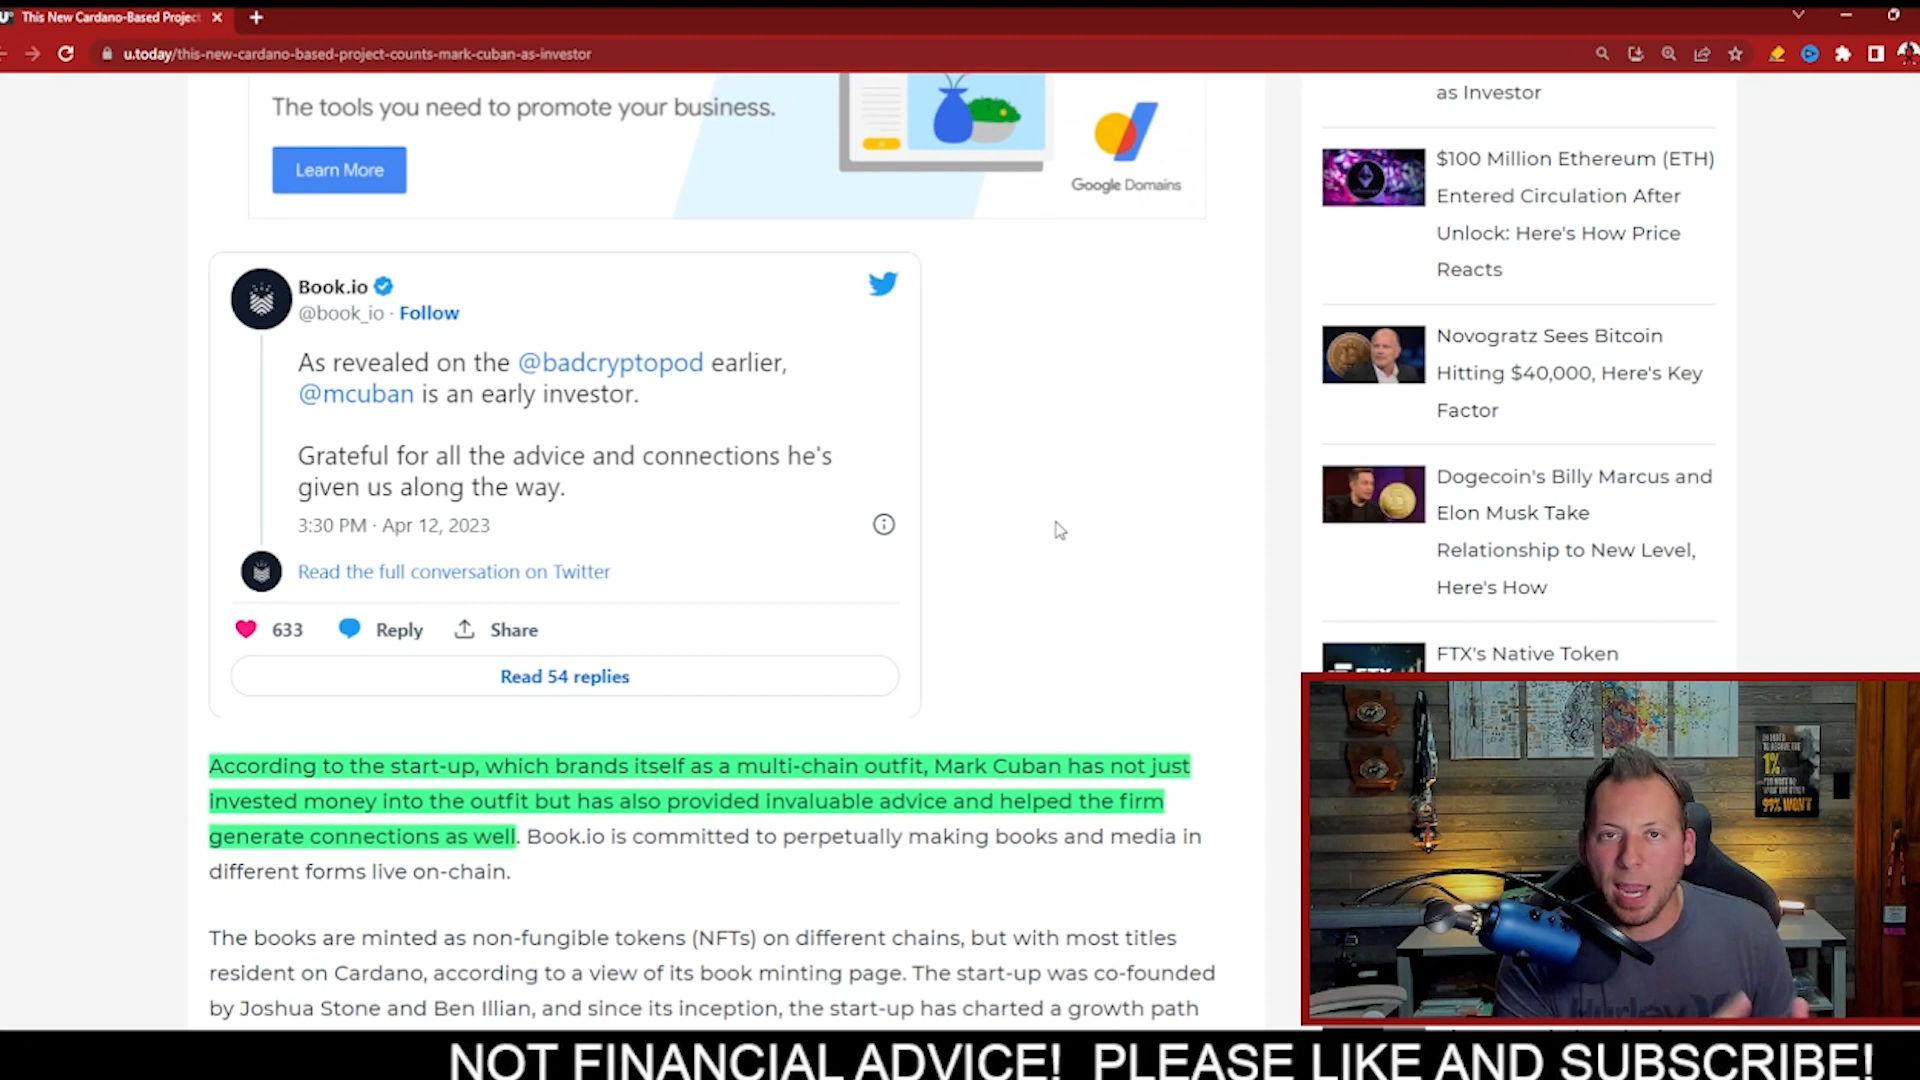 This New Cardano-Based Project
u.today/this-new-cardano-based-project-counts-mark-cuban-as-investor
The tools you need to promote your business.
Learn More
Google Domains
Book.io
@book_io · Follow
As revealed on the @badcryptopod earlier,
@mcuban is an early investor.
Grateful for all the advice and connections he's
given us along the way.
3:30 PM · Apr 12, 2023
Read the full conversation on Twitter
633 Reply Share
Read 54 replies
According to the start-up, which brands itself as a multi-chain outfit, Mark Cuban has not just
invested money into the outfit but has also provided invaluable advice and helped the firm
generate connections as well. Book.io is committed to perpetually making books and media in
different forms live on-chain.
The books are minted as non-fungible tokens (NFTs) on different chains, but with most titles
resident on Cardano, according to a view of its book minting page. The start-up was co-founded
by Joshua Stone and Ben Illian, and since its inception, the start-up has charted a growth path
as Investor
$100 Million Ethereum (ETH)
Entered Circulation After
Unlock: Here's How Price
Reacts
Novogratz Sees Bitcoin
Hitting $40,000, Here's Key
Factor
Dogecoin's Billy Marcus and
Elon Musk Take
Relationship to New Level,
Here's How
FTX's Native Token
1%
99% WON'T
Hurley
NOT FINANCIAL ADVICE! PLEASE LIKE AND SUBSCRIBE!